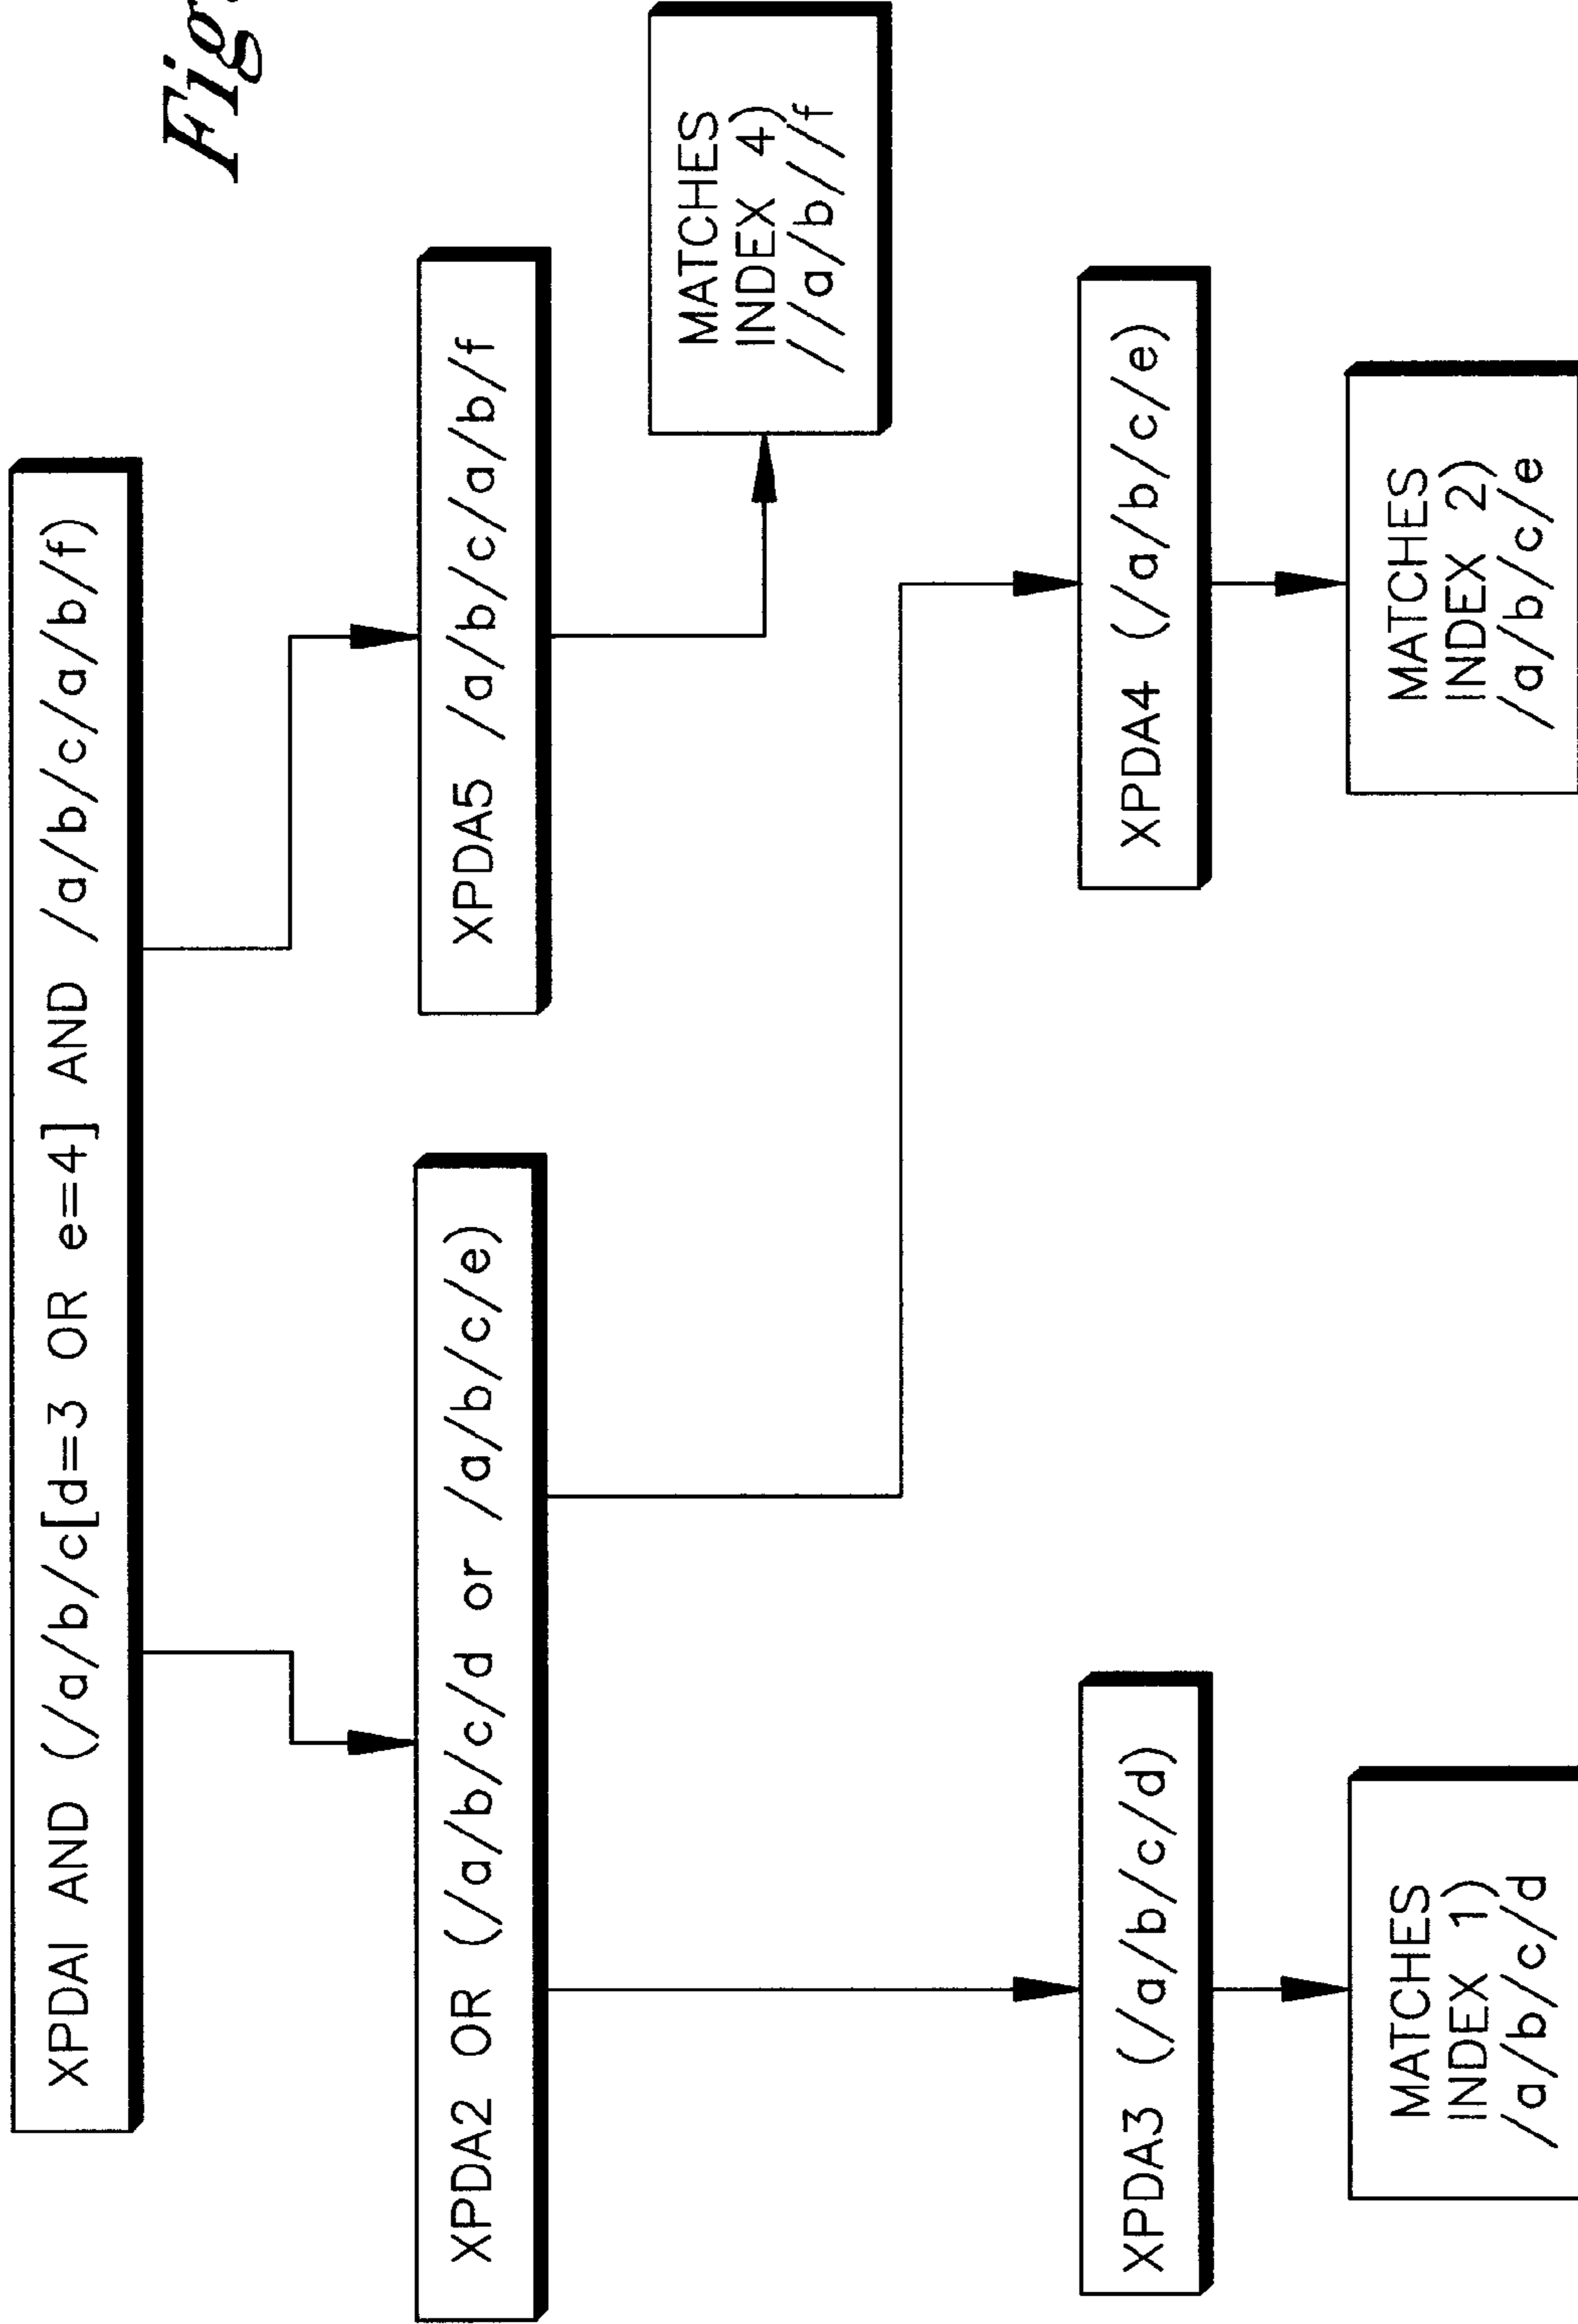 XPDAI AND (/a/b/c[d=3 OR e=4] AND /a/b/c/a/b/f)
XPDA2 OR (/a/b/c/d or /a/b/c/e)
XPDA5 /a/b/c/a/b/f
MATCHES
INDEX 4)
//a/b//f
XPDA3 (/a/b/c/d)
XPDA4 (/a/b/c/e)
MATCHES
INDEX 1)
/a/b/c/d
MATCHES
INDEX 2)
/a/b/c/e
Fig